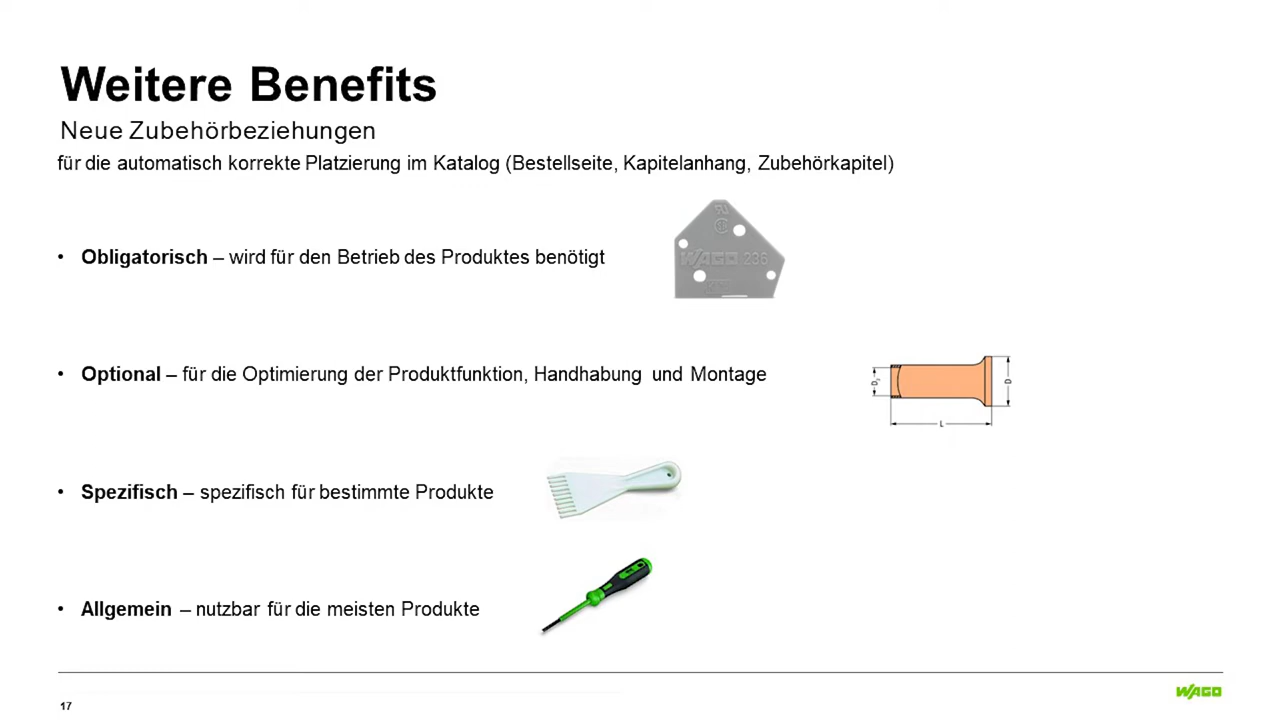 Weitere Benefits
Neue Zubehörbeziehungen
für die automatisch korrekte Platzierung im Katalog (Bestellseite, Kapitelanhang, Zubehörkapitel)
• Obligatorisch – wird für den Betrieb des Produktes benötigt
WAGO 236
• Optional – für die Optimierung der Produktfunktion, Handhabung und Montage
D
L
• Spezifisch – spezifisch für bestimmte Produkte
• Allgemein – nutzbar für die meisten Produkte
WAGO
17